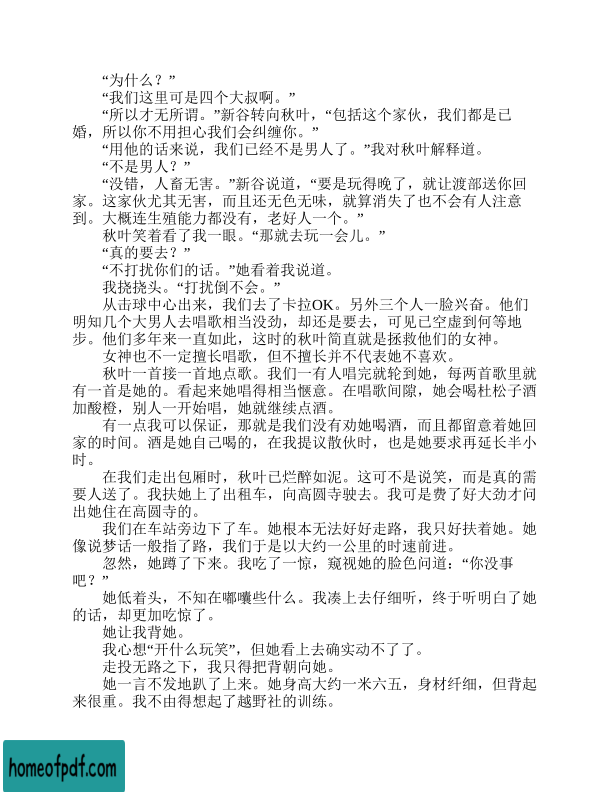 “为什么？”
“我们这里可是四个大叔啊。”
“所以才无所谓。”新谷转向秋叶，“包括这个家伙，我们都是已
婚，所以你不用担心我们会纠缠你。”
“用他的话来说，我们已经不是男人了。”我对秋叶解释道。
“不是男人？”
“没错，人畜无害。”新谷说道，“要是玩得晚了，就让渡部送你回
家。这家伙尤其无害，而且还无色无味，就算消失了也不会有人注意
到。大概连生殖能力都没有，老好人一个。”
秋叶笑着看了我一眼。“那就去玩一会儿。”
“真的要去？”
“不打扰你们的话。”她看着我说道。
我挠挠头。“打扰倒不会。”
从击球中心出来，我们去了卡拉OK。另外三个人一脸兴奋。他们
明知几个大男人去唱歌相当没劲，却还是要去，可见已空虚到何等地
步。他们多年来一直如此，这时的秋叶简直就是拯救他们的女神。
女神也不一定擅长唱歌，但不擅长并不代表她不喜欢。
秋叶一首接一首地点歌。我们一有人唱完就轮到她，每两首歌里就
有一首是她的。看起来她唱得相当惬意。在唱歌间隙，她会喝杜松子酒
加酸橙，别人一开始唱，她就继续点酒。
有一点我可以保证，那就是我们没有劝她喝酒，而且都留意着她回
家的时间。酒是她自己喝的，在我提议散伙时，也是她要求再延长半小
时。
在我们走出包厢时，秋叶已烂醉如泥。这可不是说笑，而是真的需
要人送了。我扶她上了出租车，向高圆寺驶去。我可是费了好大劲才问
出她住在高圆寺的。
我们在车站旁边下了车。她根本无法好好走路，我只好扶着她。她
像说梦话一般指了路，我们于是以大约一公里的时速前进。
忽然，她蹲了下来。我吃了一惊，窥视她的脸色问道：“你没事
吧？”
她低着头，不知在嘟囔些什么。我凑上去仔细听，终于听明白了她
的话，却更加吃惊了。
她让我背她。
我心想“开什么玩笑”，但她看上去确实动不了了。
走投无路之下，我只得把背朝向她。
她一言不发地趴了上来。她身高大约一米六五，身材纤细，但背起
来很重。我不由得想起了越野社的训练。
homeofpdf.com